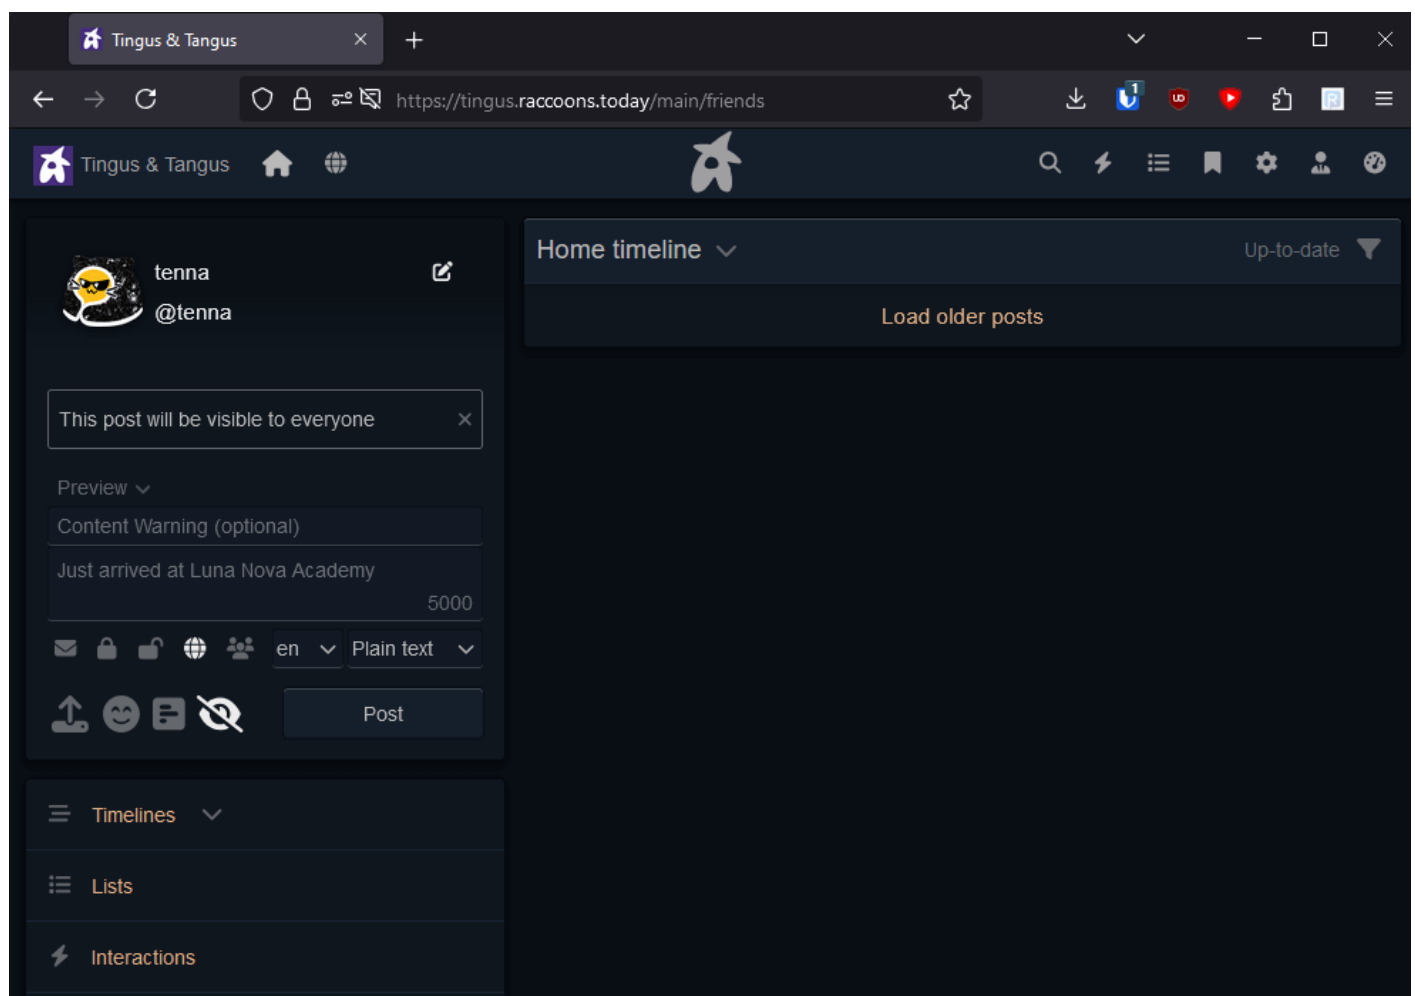 Tingus & Tangus
https://tingus.raccoons.today/main/friends
1
UO
R
Tingus & Tangus
tenna
@tenna
This post will be visible to everyone
Preview
Content Warning (optional)
Just arrived at Luna Nova Academy
5000
en Plain text
Post
Timelines
Lists
Interactions
Home timeline
Up-to-date
Load older posts